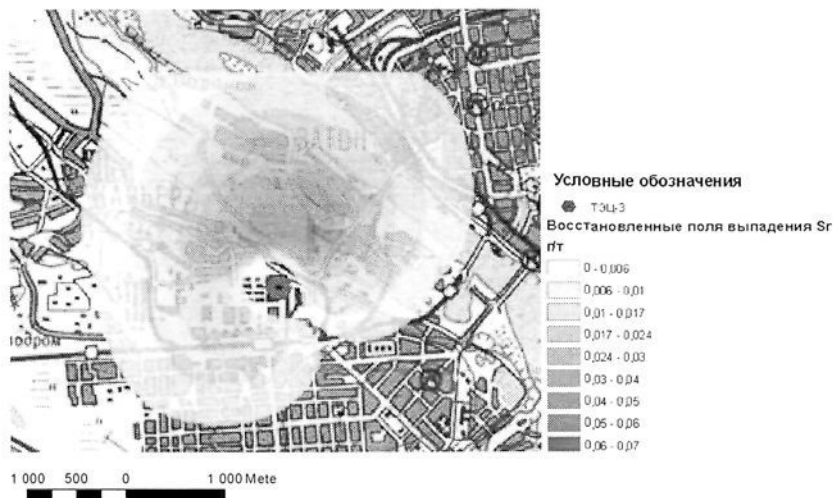 АТОН
одром
Условные обозначения
ТЭЦ-3
Восстановленные поля выпадения Sr
г/т
0 - 0,006
0,006 - 0,01
0,01 - 0,017
0,017 - 0,024
0,024 - 0,03
0,03 - 0,04
0,04 - 0,05
0,05 - 0,06
0,06 - 0,07
1 000 500 0 1 000 Mete